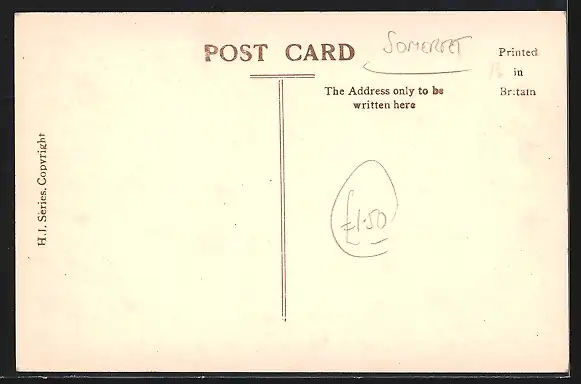 POST CARD
SOMERSET
Printed
in
Britain
The Address only to be
written here
H.J. Series, Copyright
£1.50